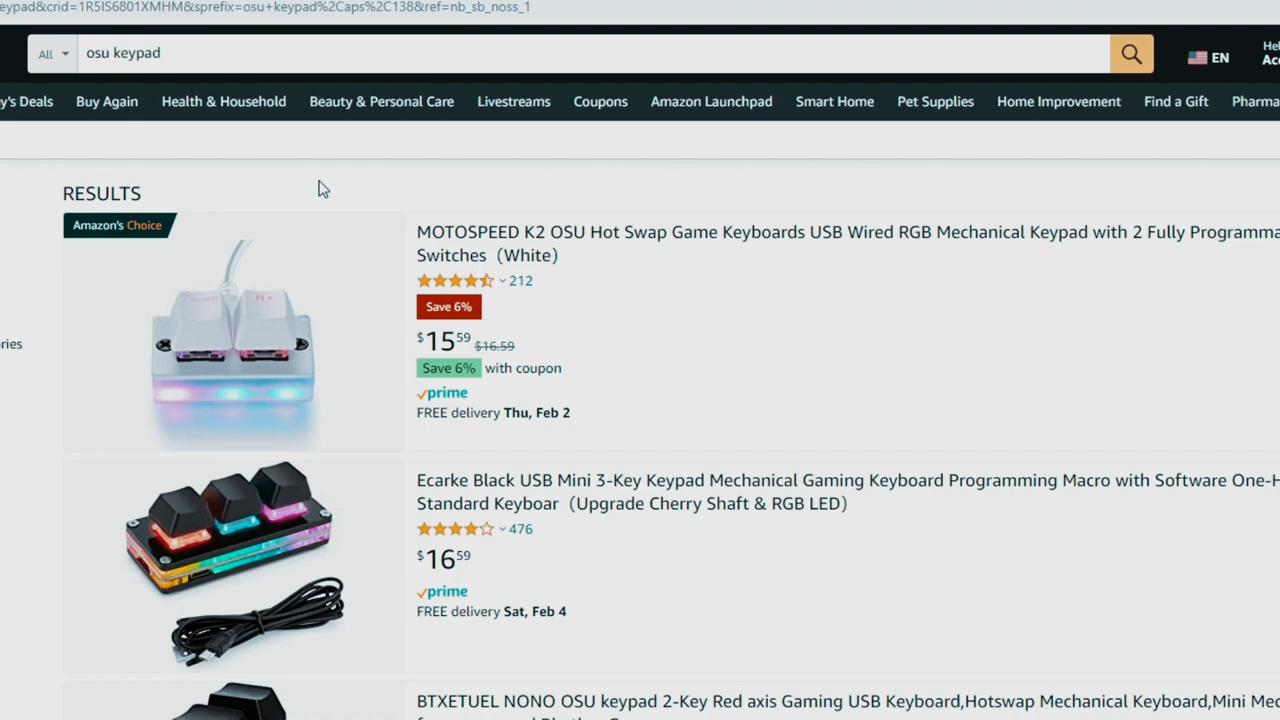 eypad&crid=1R5IS6801XMHM&sprefix=osu+keypad%2Caps%2C138&ref=nb_sb_noss_1
All osu keypad EN
Hel
Acc
y's Deals Buy Again Health & Household Beauty & Personal Care Livestreams Coupons Amazon Launchpad Smart Home Pet Supplies Home Improvement Find a Gift Pharma
RESULTS
Amazon's Choice
MOTOSPEED K2 OSU Hot Swap Game Keyboards USB Wired RGB Mechanical Keypad with 2 Fully Programma
Switches（White）
212
Save 6%
$15 59 $16.59
Save 6% with coupon
prime
FREE delivery Thu, Feb 2
ries
Ecarke Black USB Mini 3-Key Keypad Mechanical Gaming Keyboard Programming Macro with Software One-H
Standard Keyboar（Upgrade Cherry Shaft & RGB LED）
476
$16 59
prime
FREE delivery Sat, Feb 4
BTXETUEL NONO OSU keypad 2-Key Red axis Gaming USB Keyboard,Hotswap Mechanical Keyboard,Mini Me